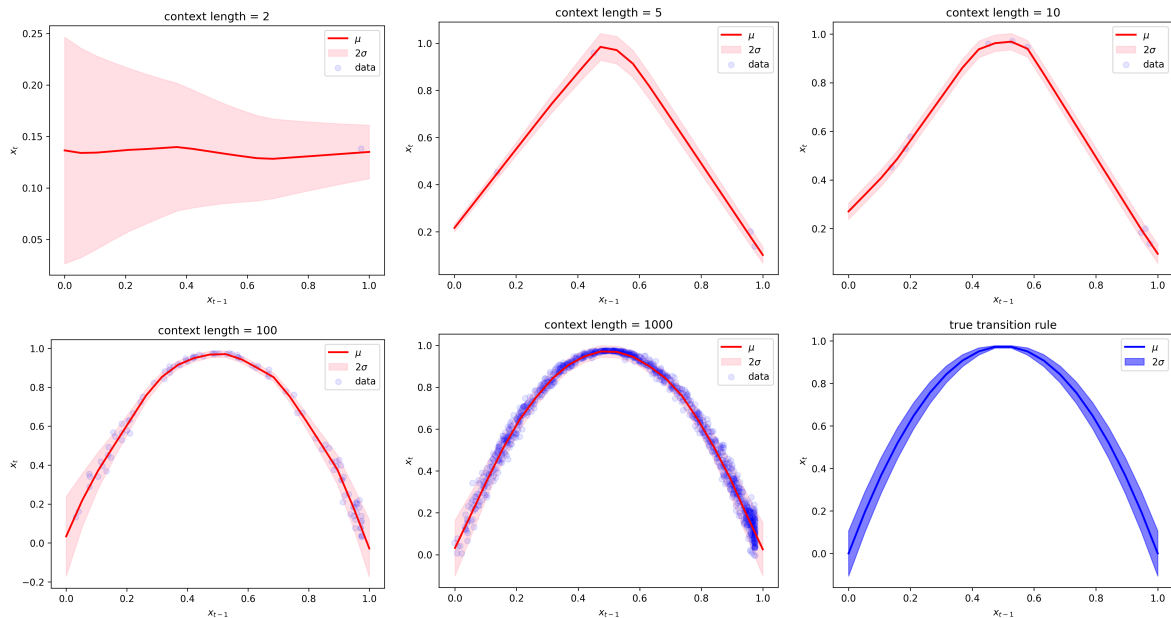 context length = 2
0.25
0.20
0.15
0.10
0.05
x_t
0.0 0.2 0.4 0.6 0.8 1.0
x_{t-1}
μ
2σ
data
context length = 5
1.0
0.8
0.6
0.4
0.2
x_t
0.0 0.2 0.4 0.6 0.8 1.0
x_{t-1}
μ
2σ
data
context length = 10
1.0
0.8
0.6
0.4
0.2
x_t
0.0 0.2 0.4 0.6 0.8 1.0
x_{t-1}
μ
2σ
data
context length = 100
1.0
0.8
0.6
0.4
0.2
0.0
−0.2
x_t
0.0 0.2 0.4 0.6 0.8 1.0
x_{t-1}
μ
2σ
data
context length = 1000
1.0
0.8
0.6
0.4
0.2
0.0
x_t
0.0 0.2 0.4 0.6 0.8 1.0
x_{t-1}
μ
2σ
data
true transition rule
1.0
0.8
0.6
0.4
0.2
0.0
x_t
0.0 0.2 0.4 0.6 0.8 1.0
x_{t-1}
μ
2σ